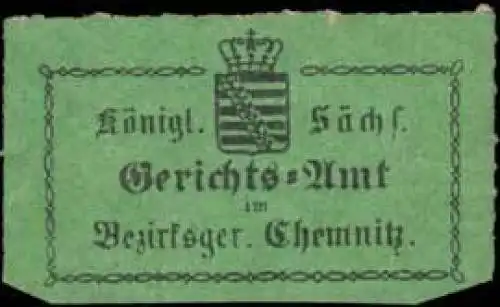 Königl. Sächs.
Gerichts=Amt
im
Bezirksger. Chemnitz.